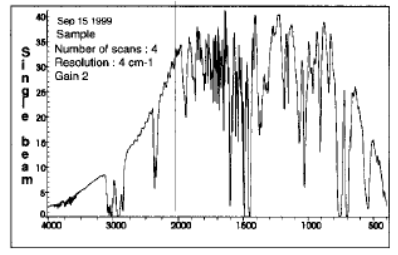 Sep 15 1999
Sample
Number of scans : 4
Resolution : 4 cm-1
Gain 2
Single beam
40
35
30
25
20
15
10
5
0
4000 3000 2000 1000 400